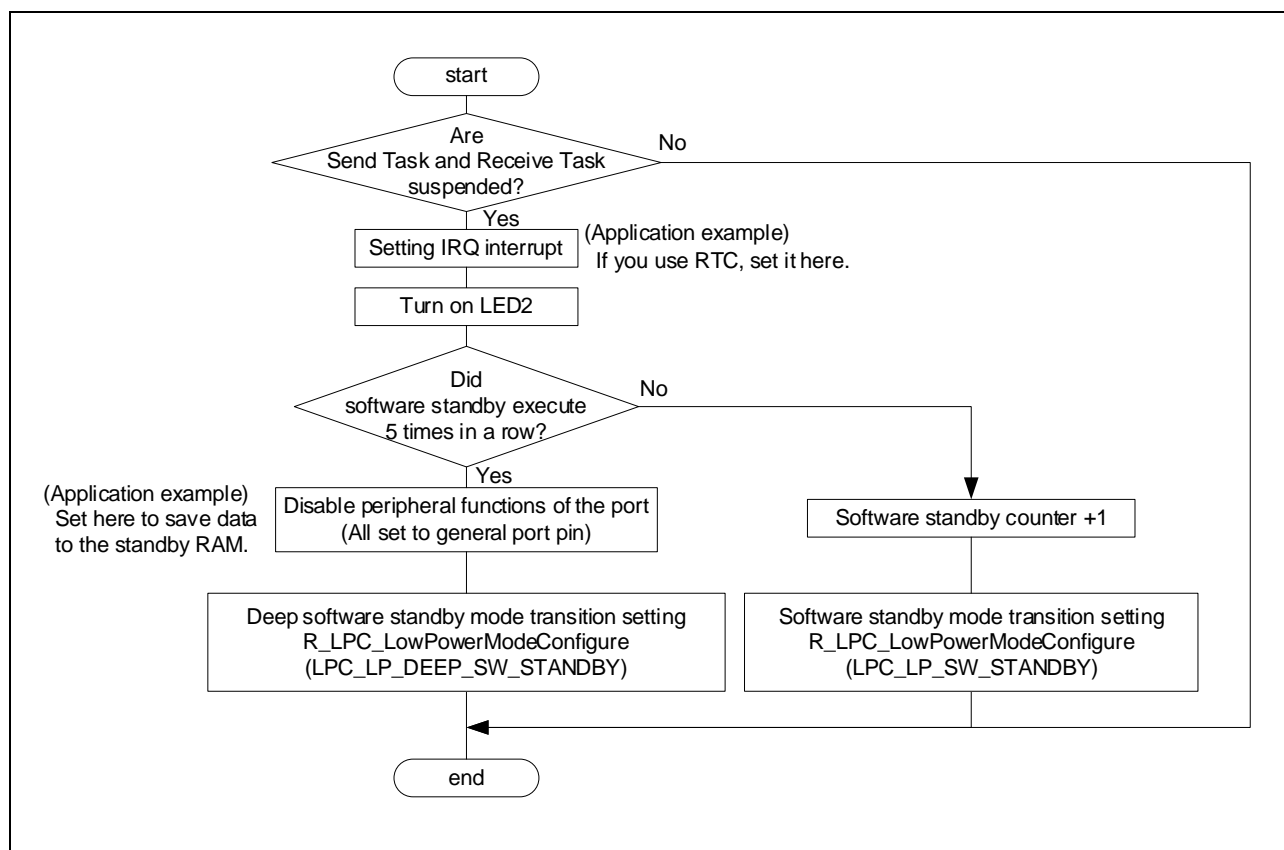 start
Are
Send Task and Receive Task
suspended?
No
Yes
Setting IRQ interrupt
(Application example)
If you use RTC, set it here.
Turn on LED2
Did
software standby execute
5 times in a row?
No
Yes
(Application example)
Set here to save data
to the standby RAM.
Disable peripheral functions of the port
(All set to general port pin)
Software standby counter +1
Deep software standby mode transition setting
R_LPC_LowPowerModeConfigure
(LPC_LP_DEEP_SW_STANDBY)
Software standby mode transition setting
R_LPC_LowPowerModeConfigure
(LPC_LP_SW_STANDBY)
end